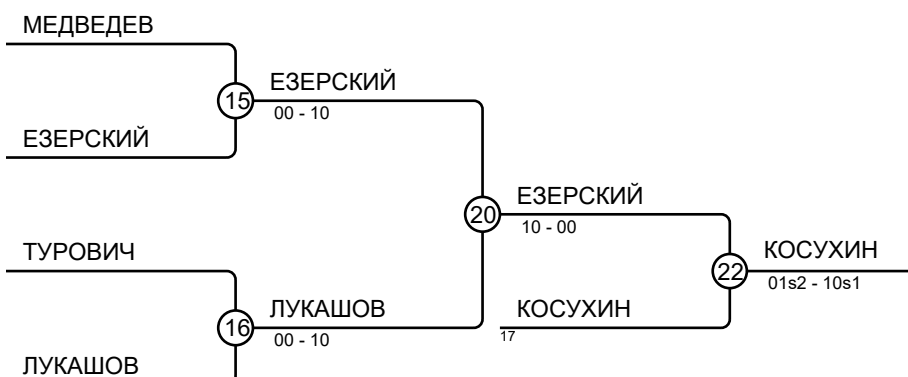 МЕДВЕДЕВ
15
ЕЗЕРСКИЙ
00 - 10
ЕЗЕРСКИЙ
20
ЕЗЕРСКИЙ
10 - 00
ТУРОВИЧ
22
КОСУХИН
01s2 - 10s1
16
ЛУКАШОВ
00 - 10
КОСУХИН
17
ЛУКАШОВ